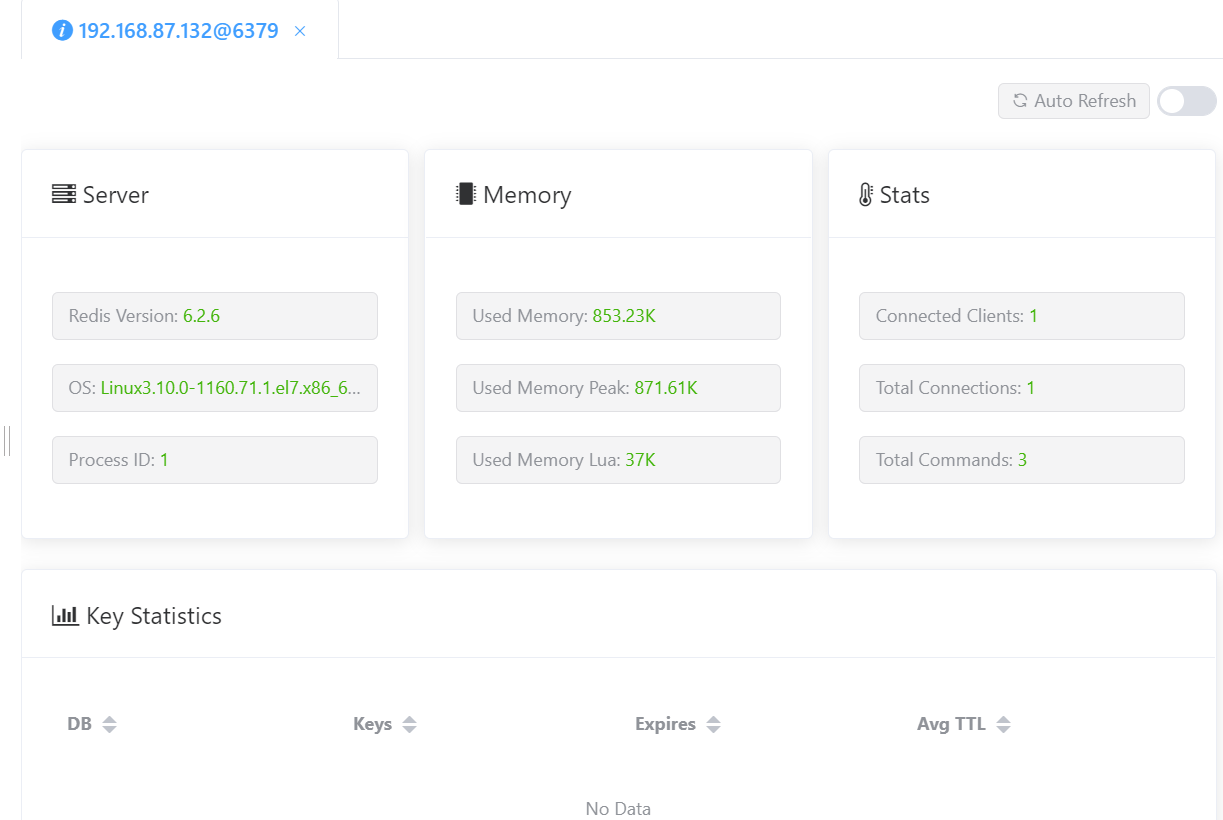 192.168.87.132@6379
Auto Refresh
Server
Redis Version: 6.2.6
OS: Linux3.10.0-1160.71.1.el7.x86_6...
Process ID: 1
Memory
Used Memory: 853.23K
Used Memory Peak: 871.61K
Used Memory Lua: 37K
Stats
Connected Clients: 1
Total Connections: 1
Total Commands: 3
Key Statistics
DB Keys Expires Avg TTL
No Data